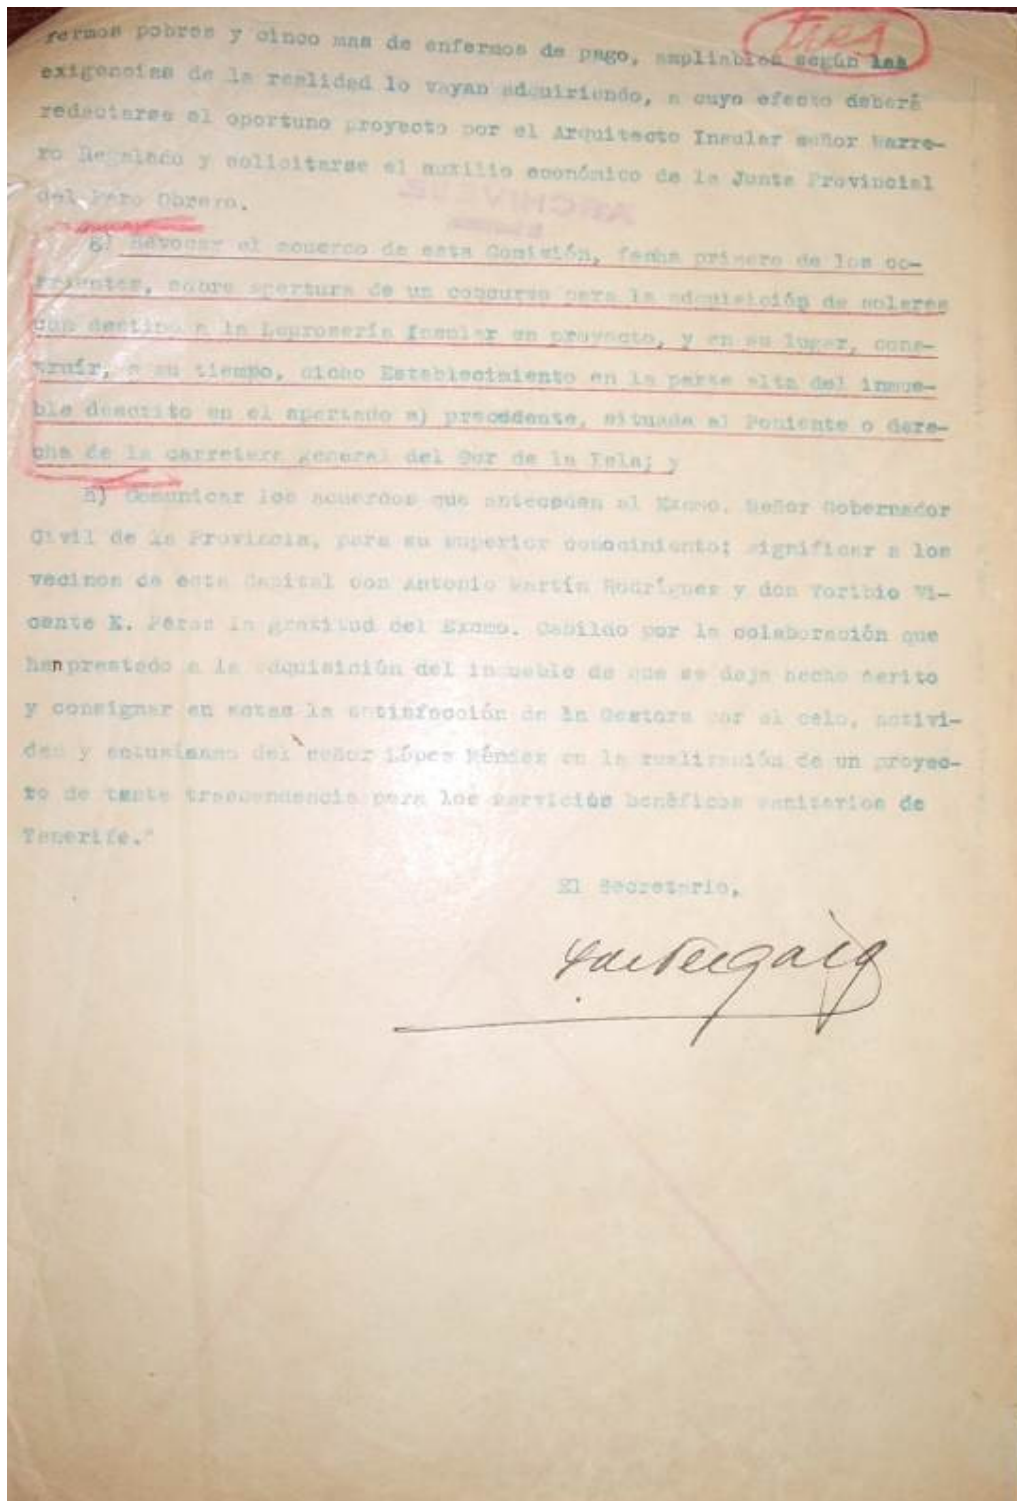 tres
fermos pobres y cinco mas de enfermos de pago, ampliables según las
exigencias de la realidad lo vayan adquiriendo, a cuyo efecto deberá
redactarse el oportuno proyecto por el Arquitecto Insular señor Marre-
ro Regalado y solicitarse el auxilio económico de la Junta Provincial
del Paro Obrero.
ARCHIVO DE
g) Revocar el acuerdo de esta Comisión, fecha primero de los co-
rrientes, sobre apertura de un concurso para la adquisición de solares
con destino a la Leprosería Insular en proyecto, y en su lugar, cons-
truír, a su tiempo, dicho Establecimiento en la parte alta del inmue-
ble descrito en el apartado a) precedente, situada al Poniente o dere-
cha de la carretera general del Sur de la Isla; y
h) Comunicar los acuerdos que anteceden al Excmo. Señor Gobernador
Civil de la Provincia, para su superior conocimiento; significar a los
vecinos de esta Capital don Antonio Martín Rodríguez y don Toribio Vi-
cente E. Pérez la gratitud del Excmo. Cabildo por la colaboración que
hanprestado a la adquisición del inmueble de que se deja hecho mérito
y consignar en actas la satisfacción de la Gestora por el celo, activi-
dad y entusiasmo del señor López Méndez en la realización de un proyec-
to de tanta trascendencia para los servicios benéficos sanitarios de
Tenerife."
El Secretario,